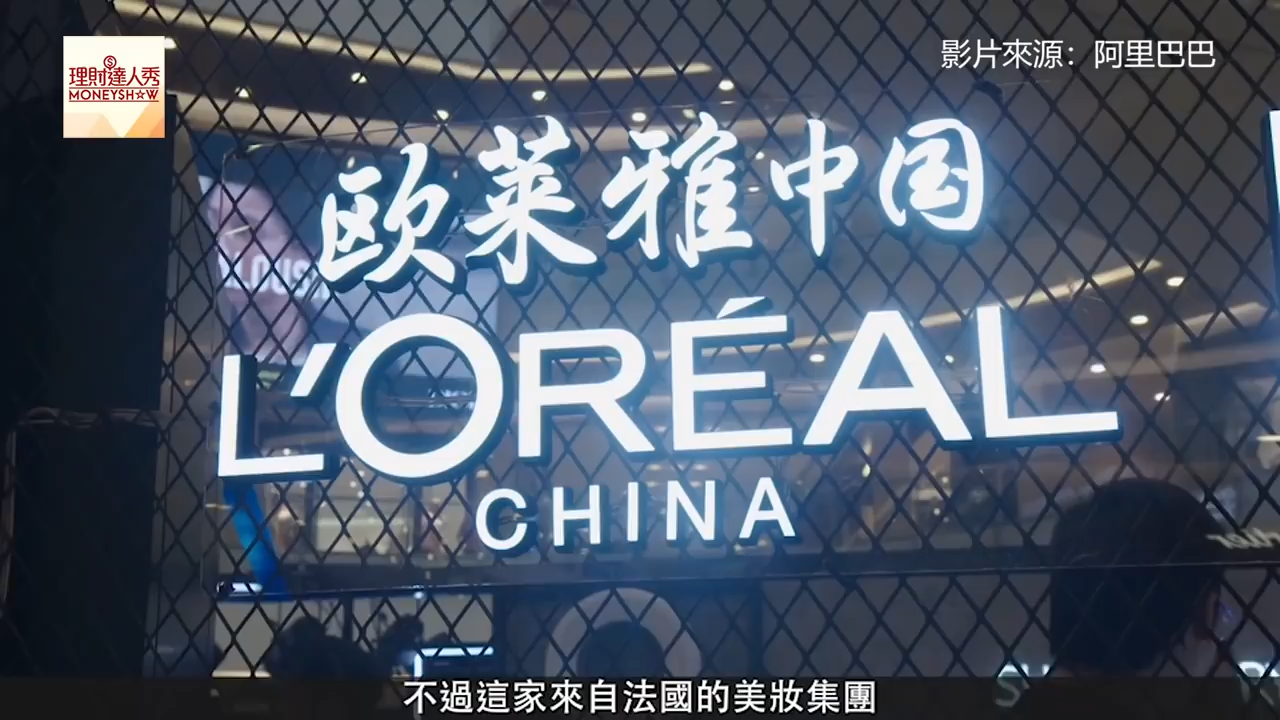 理財達人秀
MONEYSH☆W
影片來源：阿里巴巴
欧莱雅中国
L'ORÉAL
CHINA
不過這家來自法國的美妝集團